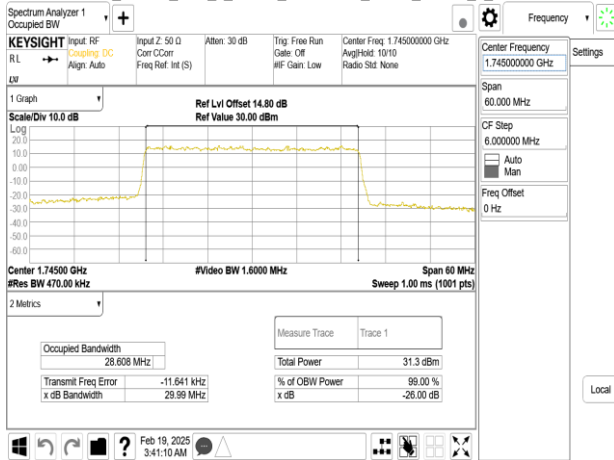 Spectrum Analyzer 1
Occupied BW
Frequency
KEYSIGHT
RL
LXI
Input: RF
Coupling: DC
Align: Auto
Input Z: 50 Ω
Corr CCorr
Freq Ref: Int (S)
Atten: 30 dB
Trig: Free Run
Gate: Off
#IF Gain: Low
Center Freq: 1.745000000 GHz
Avg|Hold: 10/10
Radio Std: None
Center Frequency
1.745000000 GHz
Settings
Span
60.000 MHz
CF Step
6.000000 MHz
Auto
Man
Freq Offset
0 Hz
1 Graph
Scale/Div 10.0 dB
Ref Lvl Offset 14.80 dB
Ref Value 30.00 dBm
Log
20.0
10.0
0.00
-10.0
-20.0
-30.0
-40.0
-50.0
-60.0
Center 1.74500 GHz
#Video BW 1.6000 MHz
Span 60 MHz
#Res BW 470.00 kHz
Sweep 1.00 ms (1001 pts)
2 Metrics
Measure Trace
Trace 1
Occupied Bandwidth
28.608 MHz
Total Power
31.3 dBm
Transmit Freq Error
-11.641 kHz
% of OBW Power
99.00 %
x dB Bandwidth
29.99 MHz
x dB
-26.00 dB
Local
Feb 19, 2025
3:41:10 AM